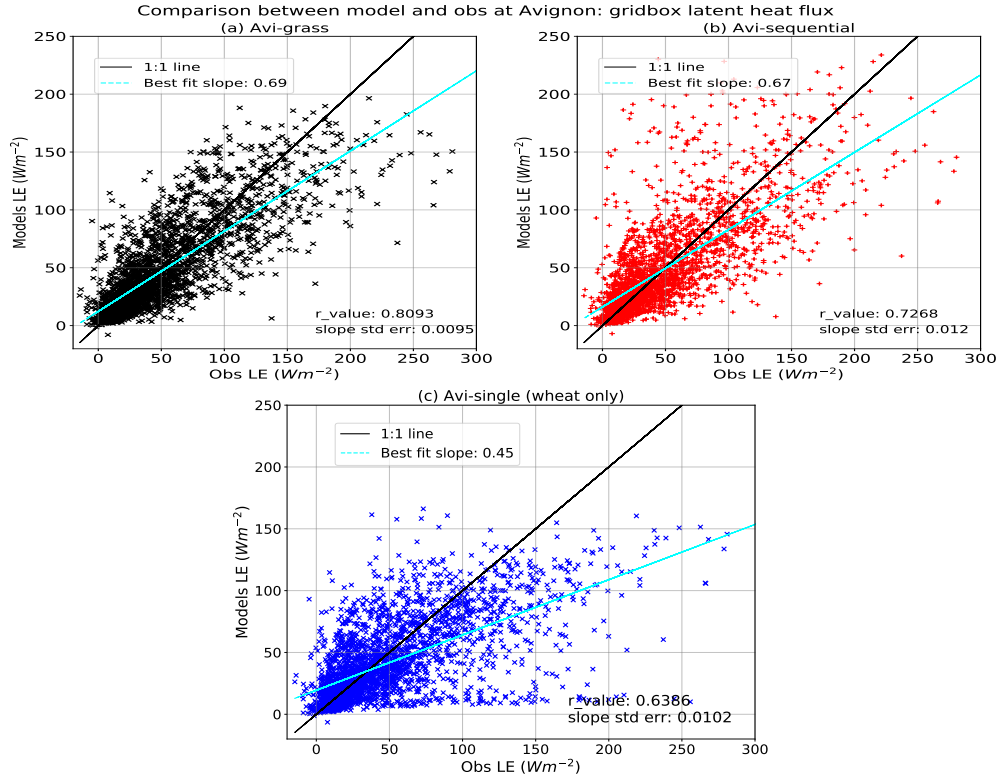 Comparison between model and obs at Avignon: gridbox latent heat flux
(a) Avi-grass
250
200
150
100
50
0
Models LE (Wm⁻²)
1:1 line
Best fit slope: 0.69
r_value: 0.8093
slope std err: 0.0095
0 50 100 150 200 250 300
Obs LE (Wm⁻²)
(b) Avi-sequential
250
200
150
100
50
0
Models LE (Wm⁻²)
1:1 line
Best fit slope: 0.67
r_value: 0.7268
slope std err: 0.012
0 50 100 150 200 250 300
Obs LE (Wm⁻²)
(c) Avi-single (wheat only)
250
200
150
100
50
0
Models LE (Wm⁻²)
1:1 line
Best fit slope: 0.45
r_value: 0.6386
slope std err: 0.0102
0 50 100 150 200 250 300
Obs LE (Wm⁻²)